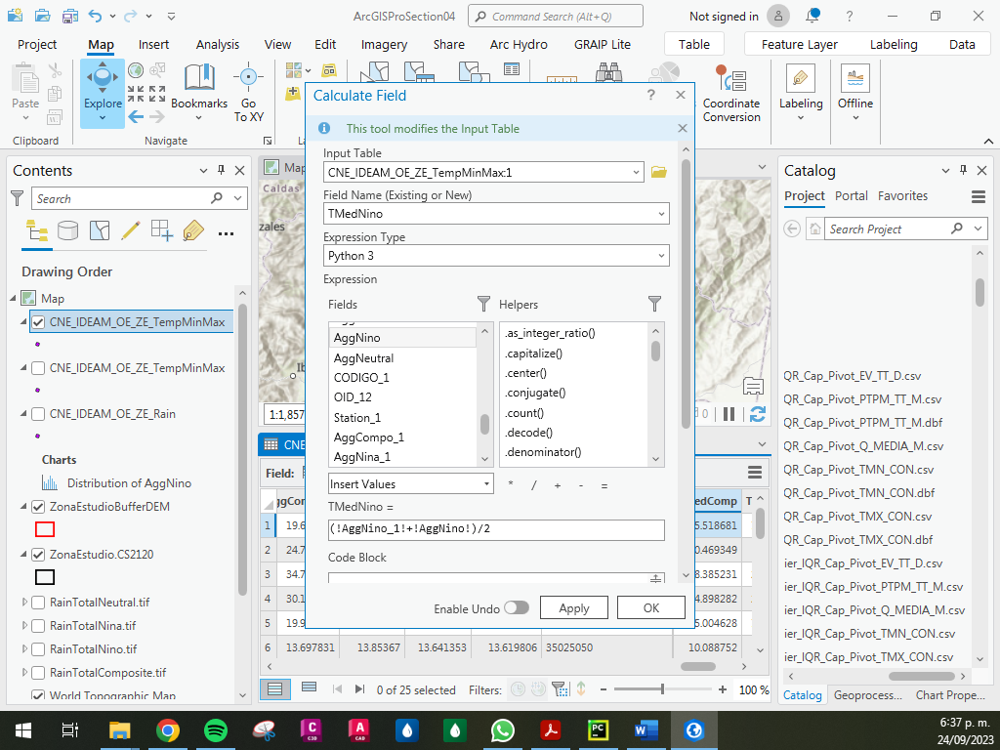 ArcGISProSection04
Command Search (Alt+Q)
Not signed in
?
Project
Map
Insert
Analysis
View
Edit
Imagery
Share
Arc Hydro
GRAIP Lite
Table
Feature Layer
Labeling
Data
Paste
Explore
Bookmarks
Go
To XY
Coordinate
Conversion
Labeling
Offline
Clipboard
Navigate
Contents
Search
Drawing Order
Map
CNE_IDEAM_OE_ZE_TempMinMax
CNE_IDEAM_OE_ZE_TempMinMax
CNE_IDEAM_OE_ZE_Rain
Charts
Distribution of AggNino
ZonaEstudioBufferDEM
ZonaEstudio.CS2120
RainTotalNeutral.tif
RainTotalNina.tif
RainTotalNino.tif
RainTotalComposite.tif
World Topographic Map
Map
Caldas
zales
1:1,857
0
CNE
Field:
1 19.6
2 24.7
3 34.7
4 30.1
5 19.9
6 13.697831 13.85367 13.641353 13.619806 35025050 10.088752
edComp T
5.518681
0.469349
8.385231
4.898282
5.004628
0 of 25 selected
Filters:
100 %
Calculate Field
?
This tool modifies the Input Table
Input Table
CNE_IDEAM_OE_ZE_TempMinMax:1
Field Name (Existing or New)
TMedNino
Expression Type
Python 3
Expression
Fields
AggNino
AggNeutral
CODIGO_1
OID_12
Station_1
AggCompo_1
AggNina_1
Helpers
.as_integer_ratio()
.capitalize()
.center()
.conjugate()
.count()
.decode()
.denominator()
Insert Values
* / + - =
TMedNino =
(!AggNino_1!+!AggNino!)/2
Code Block
Enable Undo
Apply
OK
Catalog
Project
Portal
Favorites
Search Project
QR_Cap_Pivot_EV_TT_D.csv
QR_Cap_Pivot_PTPM_TT_M.csv
QR_Cap_Pivot_PTPM_TT_M.dbf
QR_Cap_Pivot_Q_MEDIA_M.csv
QR_Cap_Pivot_TMN_CON.csv
QR_Cap_Pivot_TMN_CON.dbf
QR_Cap_Pivot_TMX_CON.csv
QR_Cap_Pivot_TMX_CON.dbf
ier_IQR_Cap_Pivot_EV_TT_D.csv
ier_IQR_Cap_Pivot_PTPM_TT_M.csv
ier_IQR_Cap_Pivot_Q_MEDIA_M.csv
ier_IQR_Cap_Pivot_TMN_CON.csv
ier_IQR_Cap_Pivot_TMX_CON.csv
Catalog
Geoprocess...
Chart Prope...
6:37 p. m.
24/09/2023